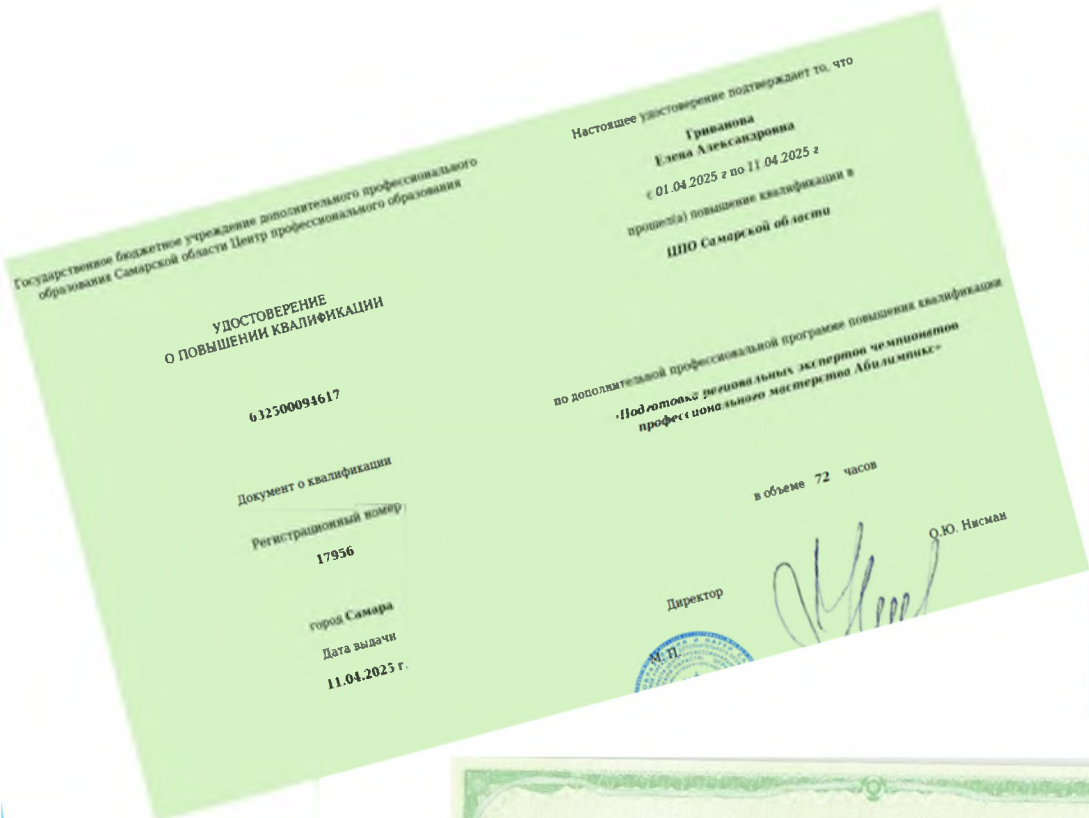 Государственное бюджетное учреждение дополнительного профессионального
образования Самарской области Центр профессионального образования
УДОСТОВЕРЕНИЕ
О ПОВЫШЕНИИ КВАЛИФИКАЦИИ
632500094617
Документ о квалификации
Регистрационный номер
17956
город Самара
Дата выдачи
11.04.2025 г.
Настоящее удостоверение подтверждает то, что
Гриванова
Елена Александровна
с 01.04.2025 г по 11.04.2025 г
прошел(а) повышение квалификации в
ЦПО Самарской области
по дополнительной профессиональной программе повышения квалификации
«Подготовка региональных экспертов чемпионатов
профессионального мастерства Абилимпикс»
в объеме 72 часов
Директор
О.Ю. Нисман
М. П.